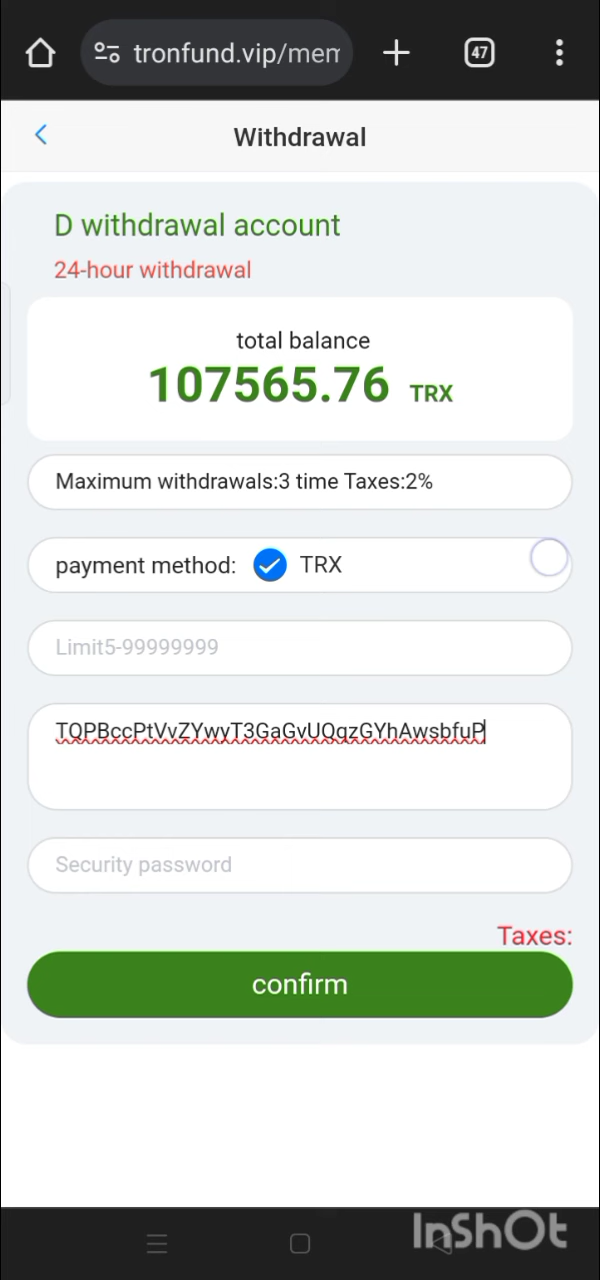 tronfund.vip/mem
47
Withdrawal
D withdrawal account
24-hour withdrawal
total balance
107565.76 TRX
Maximum withdrawals:3 time Taxes:2%
payment method: TRX
Limit5-99999999
TQPBccPtVvZYwyT3GaGvUQqzGYhAwsbfuP
Security password
Taxes:
confirm
InShOt